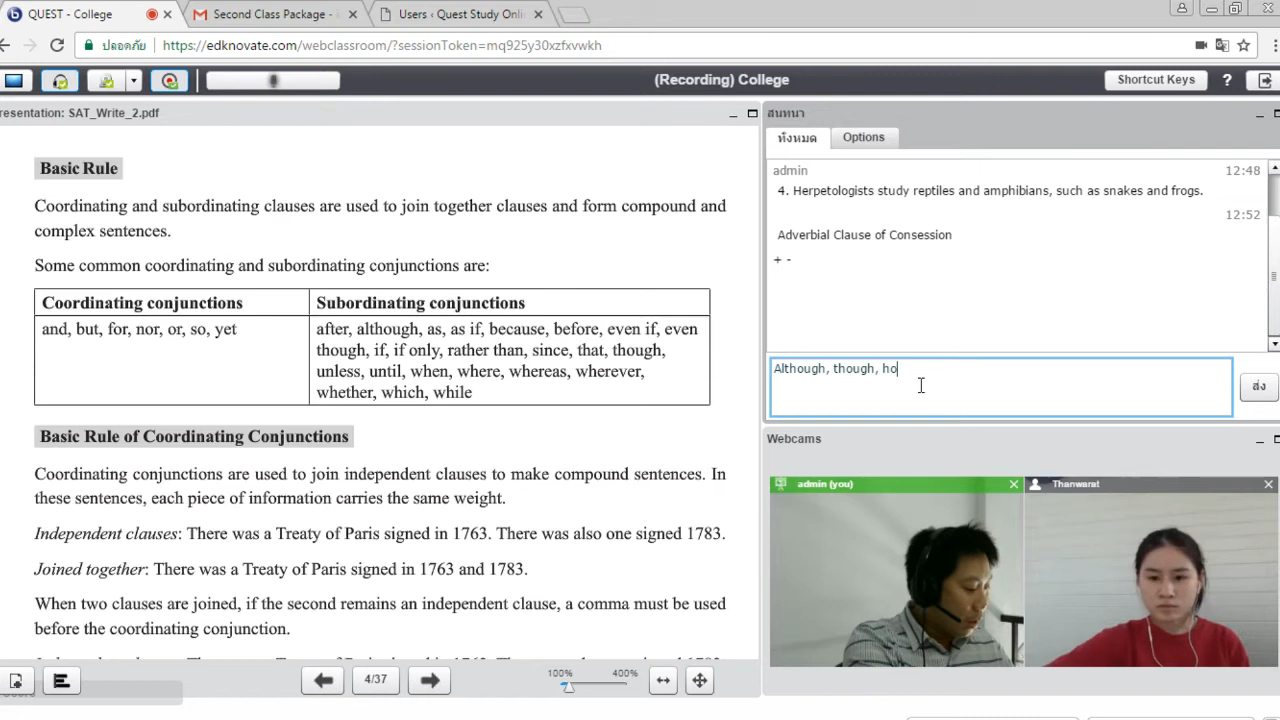 QUEST - College
Second Class Package -
Users ‹ Quest Study Onli
ปลอดภัย
https://edknovate.com/webclassroom/?sessionToken=mq925y30xzfxvwkh
(Recording) College
Shortcut Keys
?
resentation: SAT_Write_2.pdf
Basic Rule
Coordinating and subordinating clauses are used to join together clauses and form compound and
complex sentences.
Some common coordinating and subordinating conjunctions are:
Coordinating conjunctions
Subordinating conjunctions
and, but, for, nor, or, so, yet
after, although, as, as if, because, before, even if, even
though, if, if only, rather than, since, that, though,
unless, until, when, where, whereas, wherever,
whether, which, while
Basic Rule of Coordinating Conjunctions
Coordinating conjunctions are used to join independent clauses to make compound sentences. In
these sentences, each piece of information carries the same weight.
Independent clauses: There was a Treaty of Paris signed in 1763. There was also one signed 1783.
Joined together: There was a Treaty of Paris signed in 1763 and 1783.
When two clauses are joined, if the second remains an independent clause, a comma must be used
before the coordinating conjunction.
4/37
100%
400%
สนทนา
ทั้งหมด
Options
admin
12:48
4. Herpetologists study reptiles and amphibians, such as snakes and frogs.
12:52
Adverbial Clause of Consession
+ -
Although, though, ho
ส่ง
Webcams
admin (you)
Thanwarat